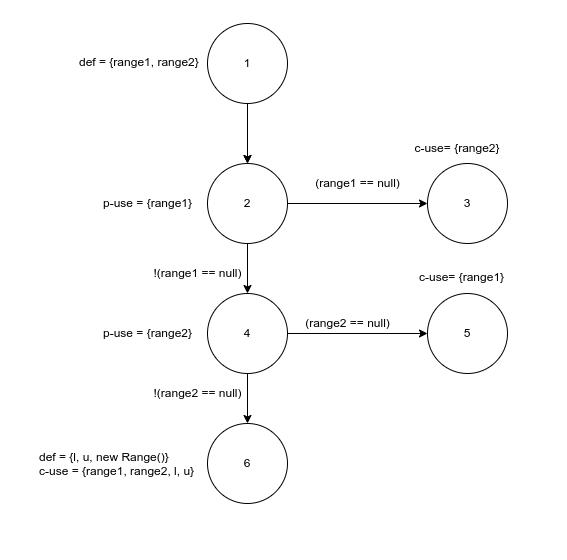 def = {range1, range2}
1
c-use= {range2}
p-use = {range1}
2
(range1 == null)
3
!(range1 == null)
c-use= {range1}
p-use = {range2}
4
(range2 == null)
5
!(range2 == null)
def = {l, u, new Range()}
c-use = {range1, range2, l, u}
6